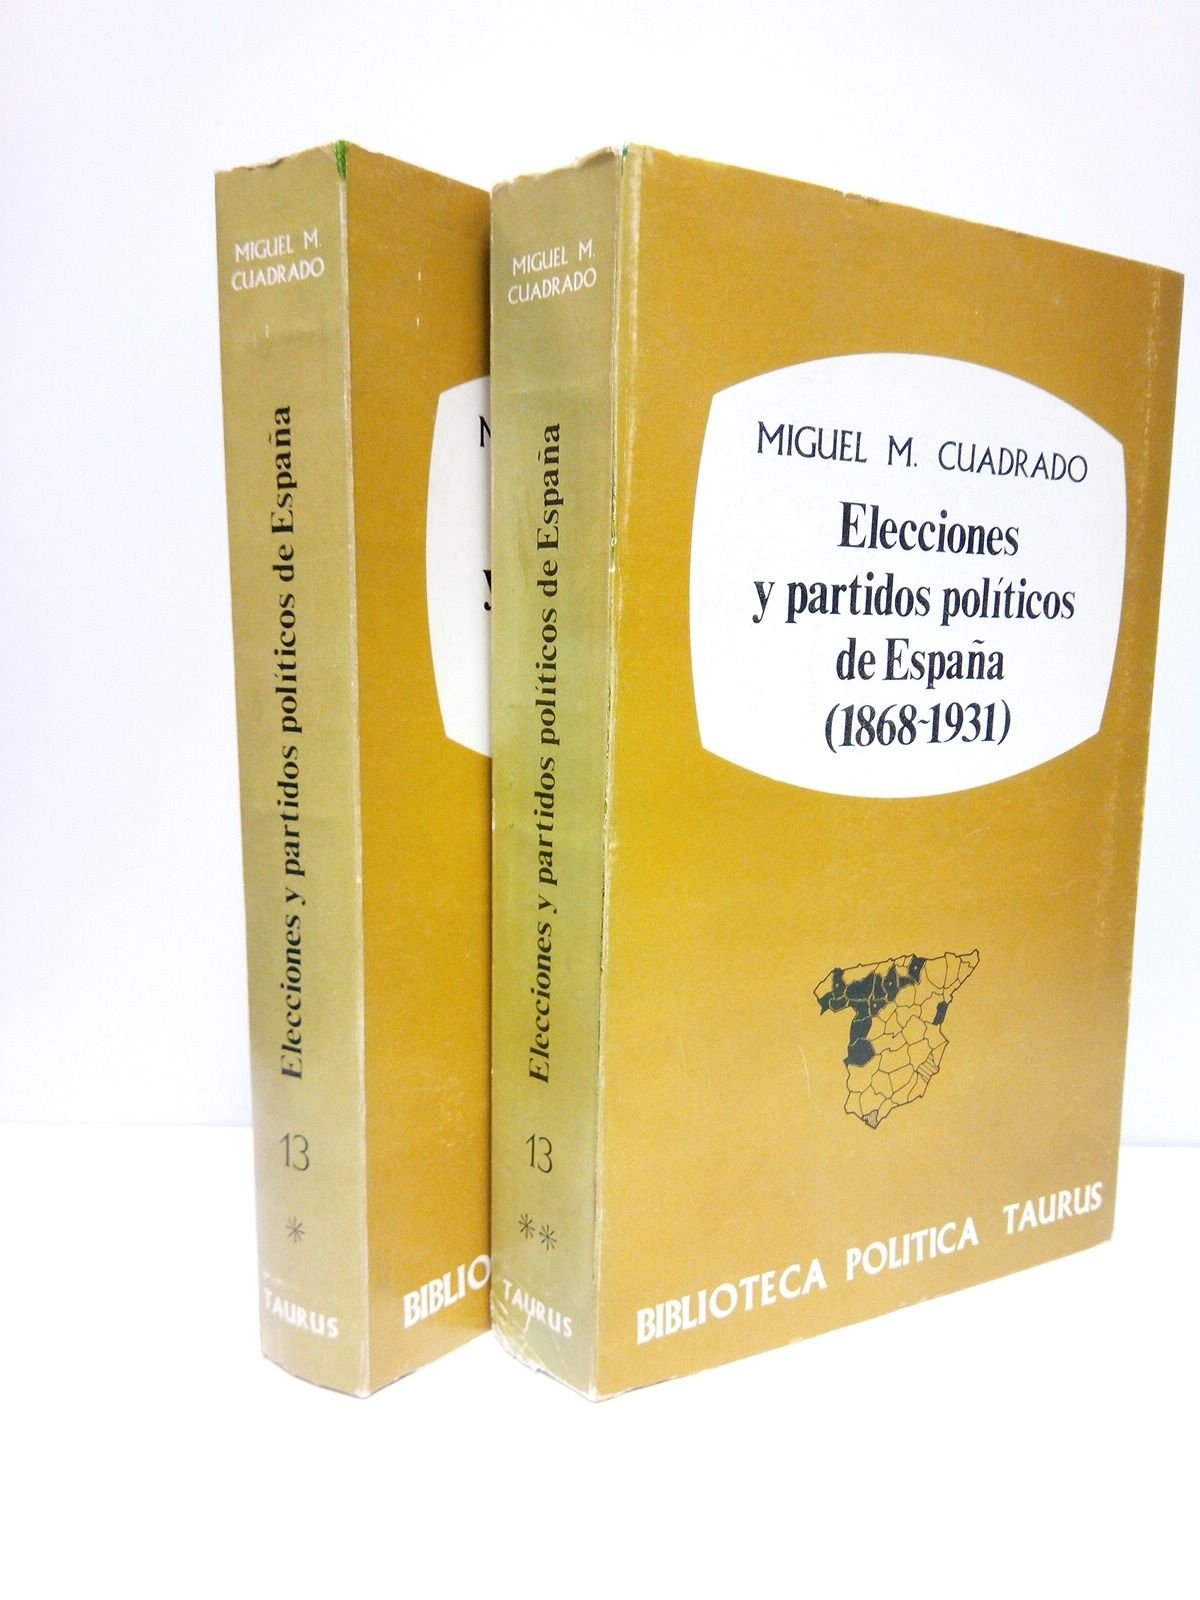 MIGUEL M.
CUADRADO
Elecciones y partidos políticos de España
13
*
TAURUS
BIBLIO
MIGUEL M.
CUADRADO
Elecciones y partidos políticos de España
13
**
TAURUS
MIGUEL M. CUADRADO
Elecciones
y partidos políticos
de España
(1868-1931)
BIBLIOTECA POLITICA TAURUS